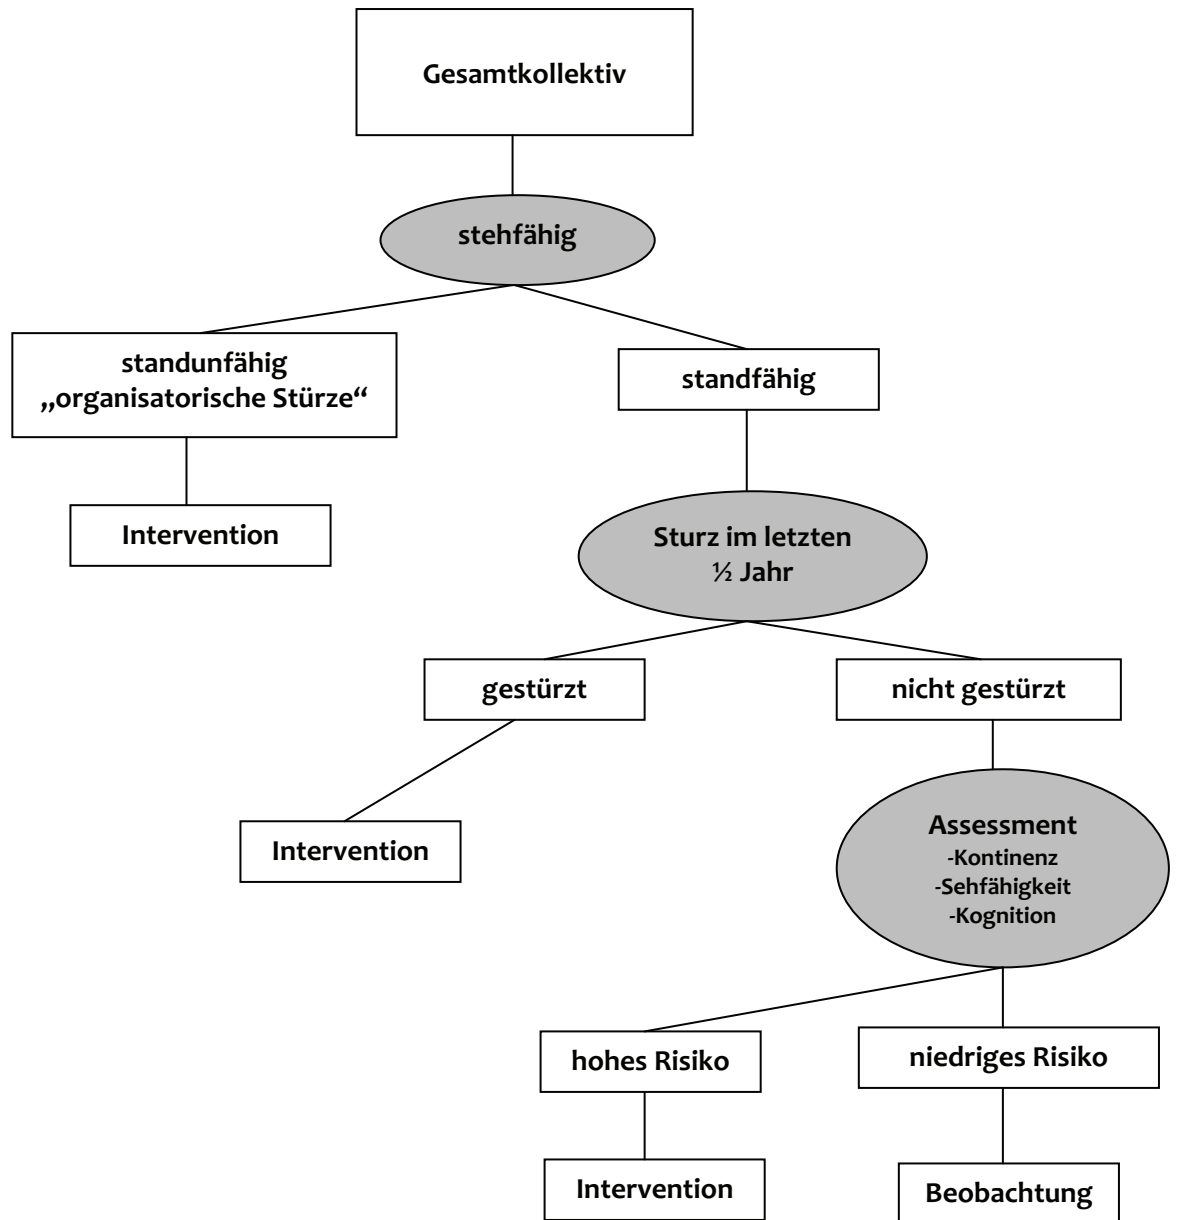 Gesamtkollektiv
stehfähig
standunfähig
„organisatorische Stürze“
standfähig
Intervention
Sturz im letzten
½ Jahr
gestürzt
nicht gestürzt
Intervention
Assessment
-Kontinenz
-Sehfähigkeit
-Kognition
hohes Risiko
niedriges Risiko
Intervention
Beobachtung